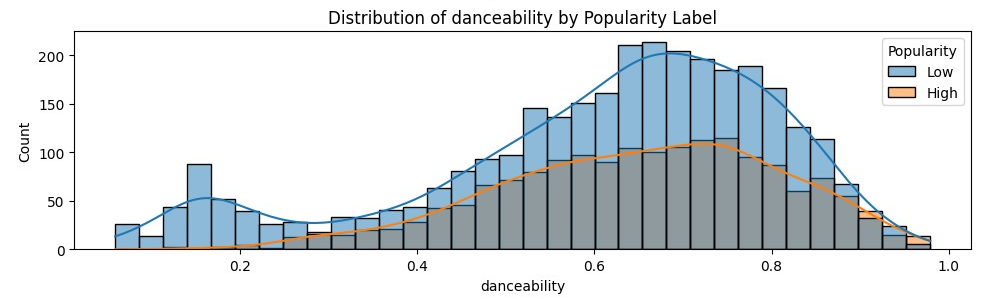 Distribution of danceability by Popularity Label
Count
200
150
100
50
0
0.2
0.4
0.6
0.8
1.0
danceability
Popularity
Low
High